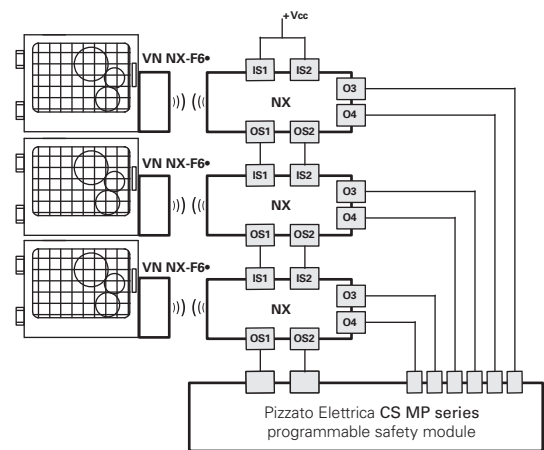 +Vcc
VN NX-F6•
IS1 IS2
O3
NX
O4
OS1 OS2
VN NX-F6•
IS1 IS2
O3
NX
O4
OS1 OS2
VN NX-F6•
IS1 IS2
O3
NX
O4
OS1 OS2
Pizzato Elettrica CS MP series
programmable safety module